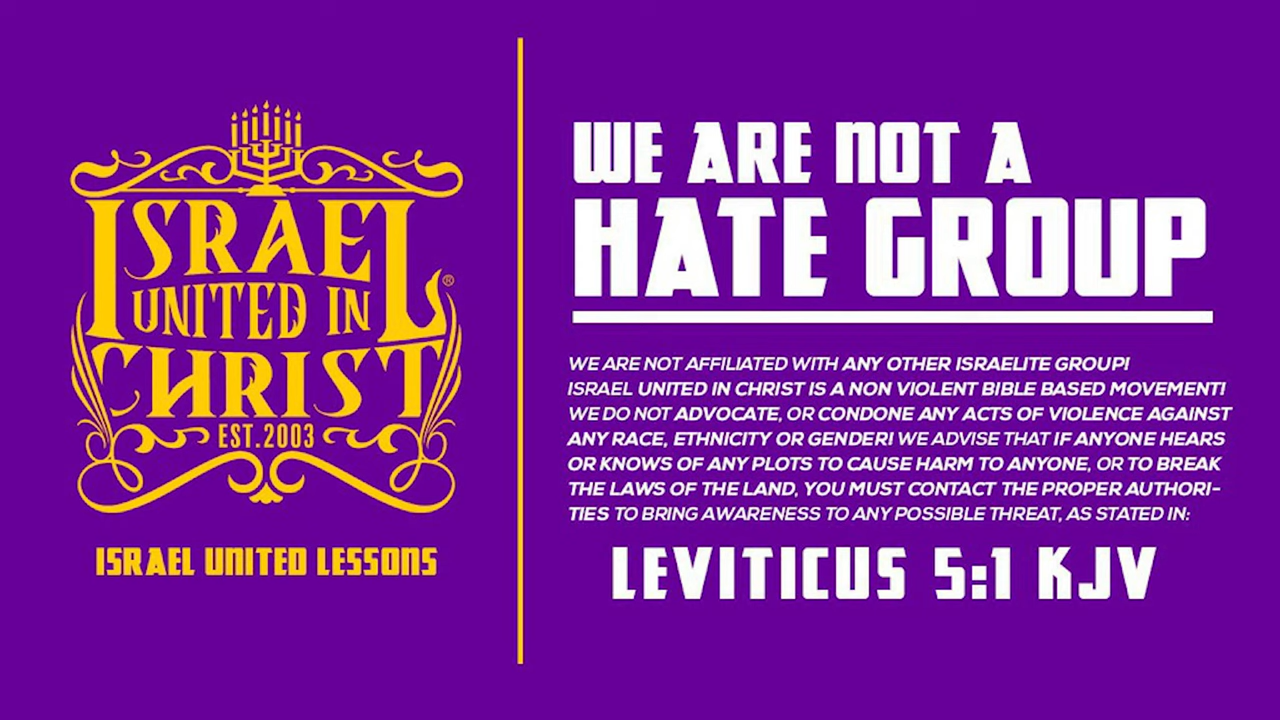 ISRAEL
UNITED IN
CHRIST
EST.2003
®
ISRAEL UNITED LESSONS
WE ARE NOT A
HATE GROUP
WE ARE NOT AFFILIATED WITH ANY OTHER ISRAELITE GROUP!
ISRAEL UNITED IN CHRIST IS A NON VIOLENT BIBLE BASED MOVEMENT!
WE DO NOT ADVOCATE, OR CONDONE ANY ACTS OF VIOLENCE AGAINST
ANY RACE, ETHNICITY OR GENDER! WE ADVISE THAT IF ANYONE HEARS
OR KNOWS OF ANY PLOTS TO CAUSE HARM TO ANYONE, OR TO BREAK
THE LAWS OF THE LAND, YOU MUST CONTACT THE PROPER AUTHORI-
TIES TO BRING AWARENESS TO ANY POSSIBLE THREAT, AS STATED IN:
LEVITICUS 5:1 KJV